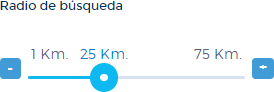 Radio de búsqueda
1 Km. 25 Km. 75 Km.
- +